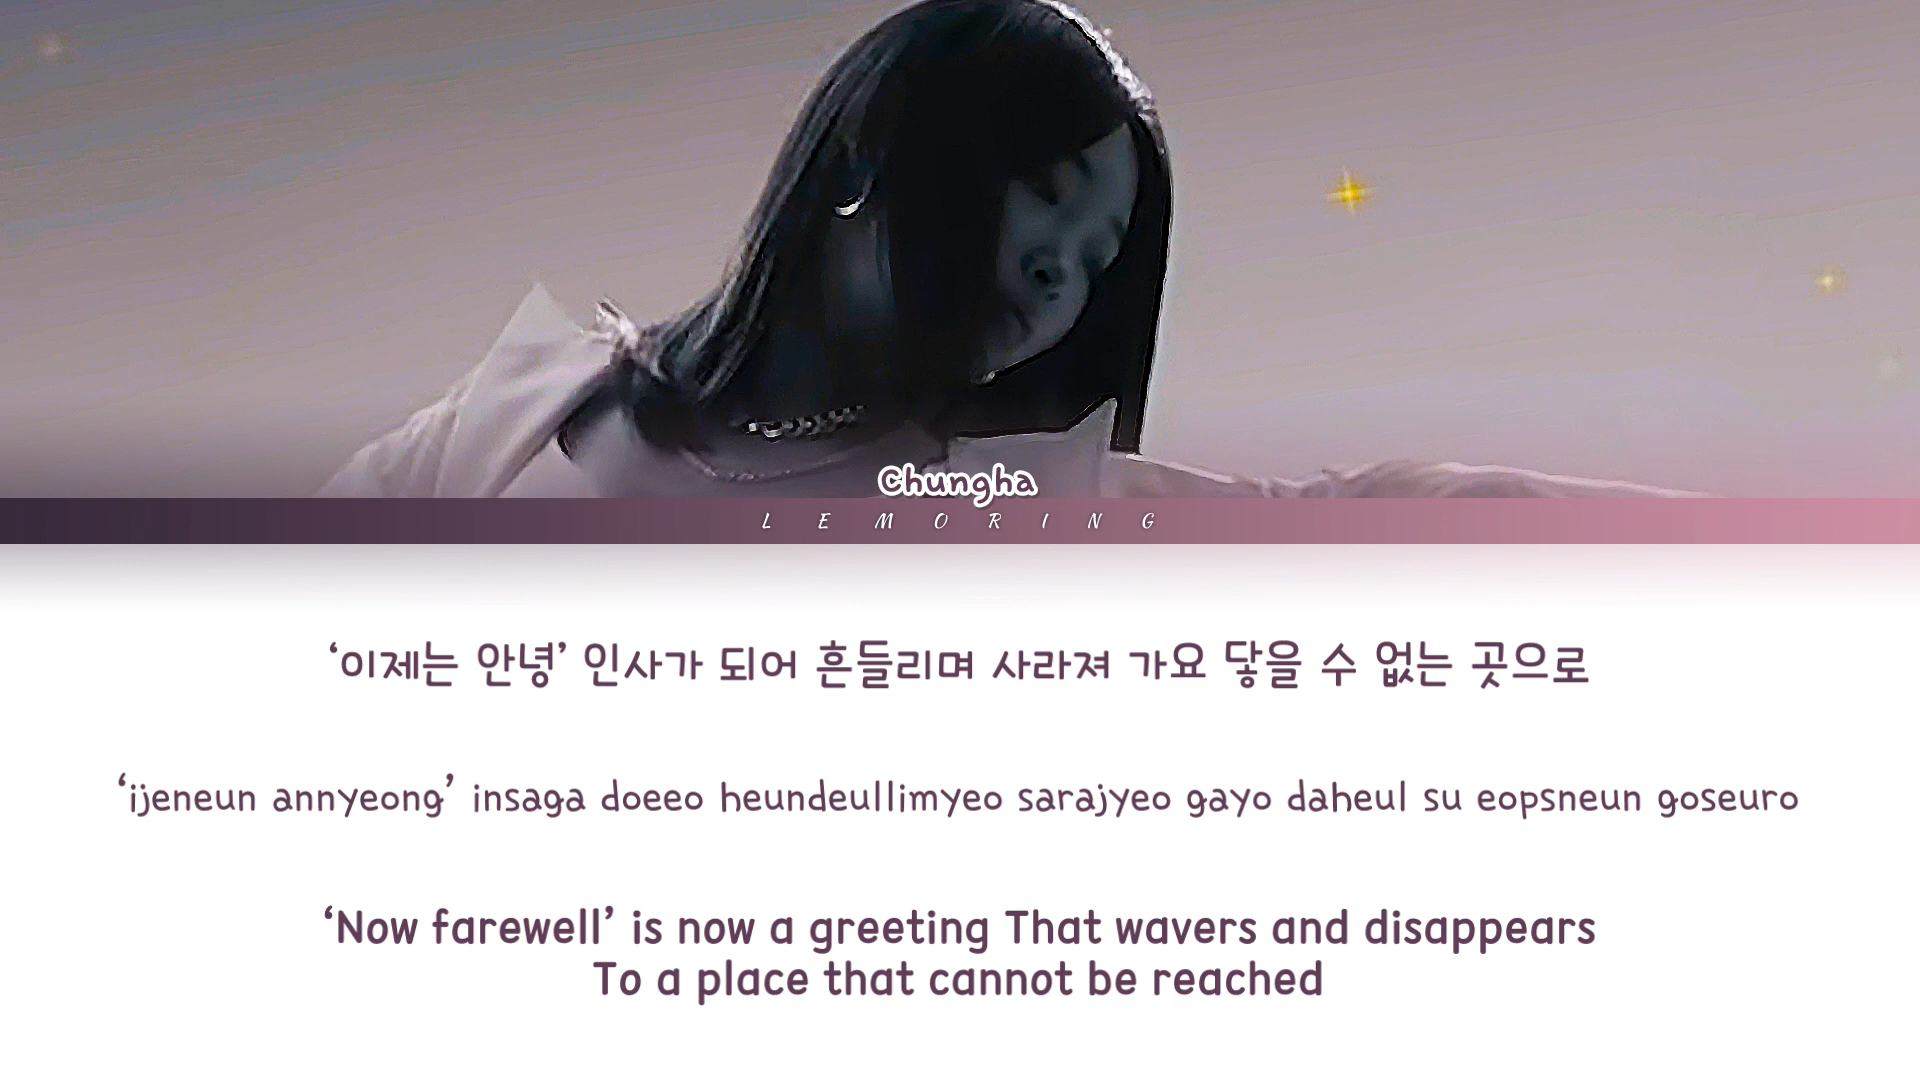 Chungha
LEMORING
‘이제는 안녕’ 인사가 되어 흔들리며 사라져 가요 닿을 수 없는 곳으로
‘ijeneun annyeong’ insaga doeeo heundeullimyeo sarajyeo gayo daheul su eopsneun goseuro
‘Now farewell’ is now a greeting That wavers and disappears
To a place that cannot be reached